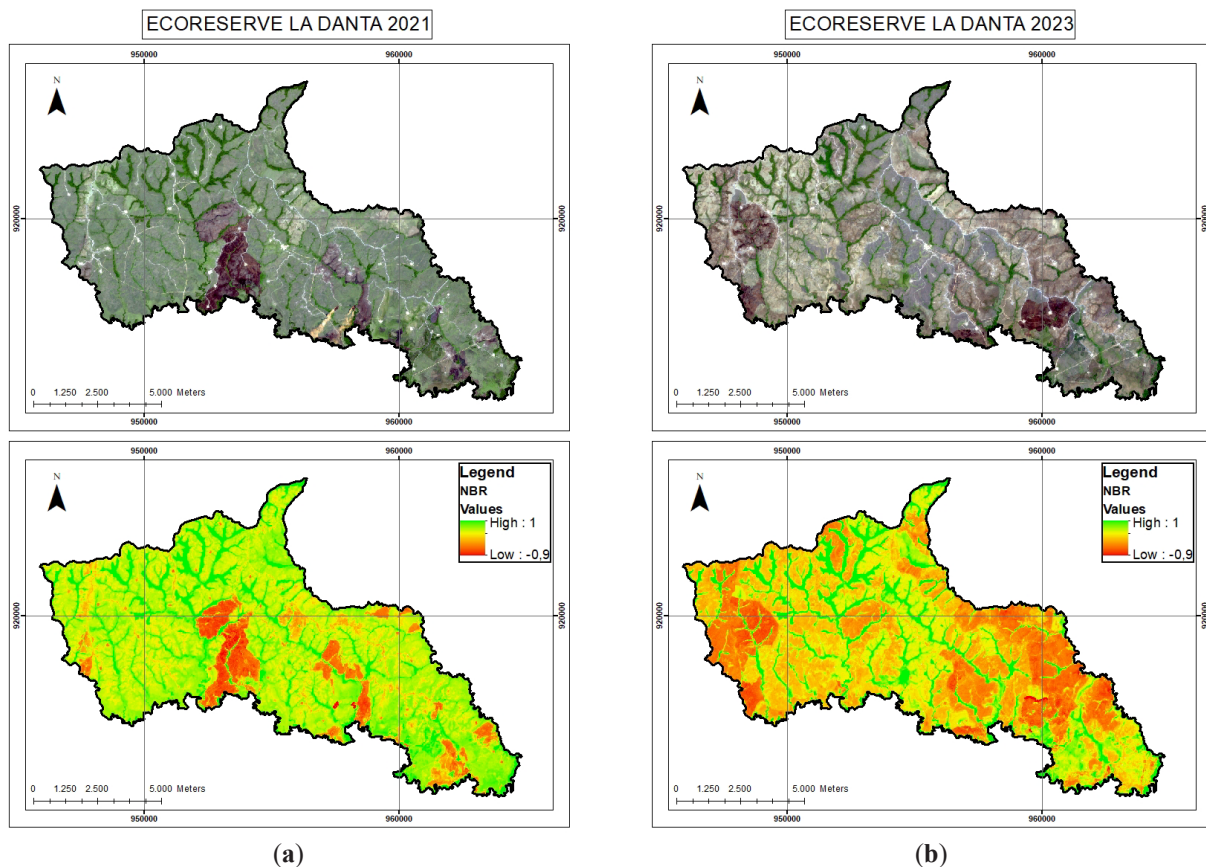 ECORESERVE LA DANTA 2021
950000 960000
N
920000 920000
0 1.250 2.500 5.000 Meters
950000 960000
950000 960000
N
Legend
NBR
Values
High : 1
Low : -0,9
920000 920000
0 1.250 2.500 5.000 Meters
950000 960000
(a)
ECORESERVE LA DANTA 2023
950000 960000
N
920000 920000
0 1.250 2.500 5.000 Meters
950000 960000
950000 960000
N
Legend
NBR
Values
High : 1
Low : -0,9
920000 920000
0 1.250 2.500 5.000 Meters
950000 960000
(b)